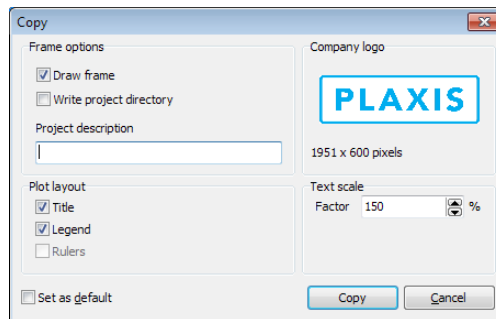 Copy
Frame options
Draw frame
Write project directory
Project description
Company logo
PLAXIS
1951 x 600 pixels
Plot layout
Title
Legend
Rulers
Text scale
Factor 150 %
Set as default
Copy
Cancel